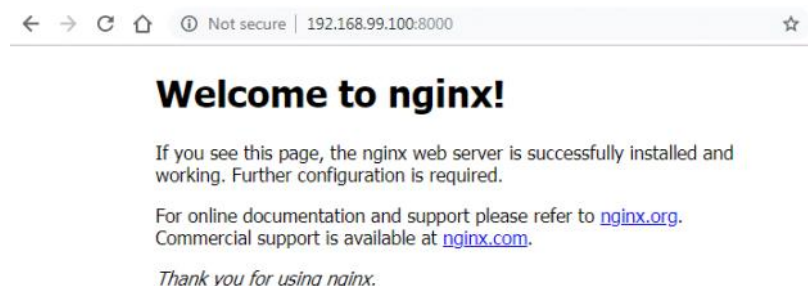 Not secure | 192.168.99.100:8000
Welcome to nginx!
If you see this page, the nginx web server is successfully installed and
working. Further configuration is required.
For online documentation and support please refer to nginx.org.
Commercial support is available at nginx.com.
Thank you for using nginx.